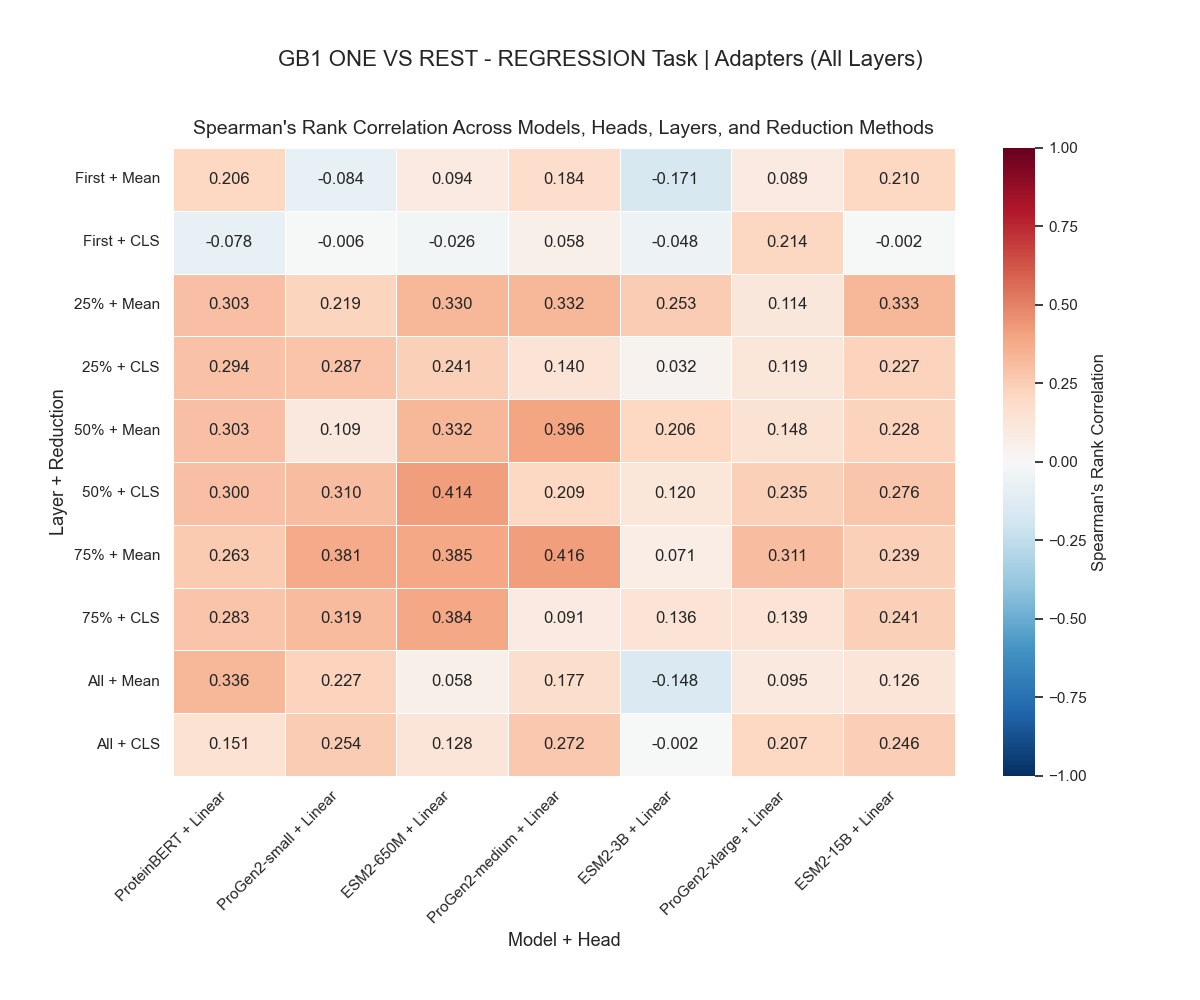 GB1 ONE VS REST - REGRESSION Task | Adapters (All Layers)
Spearman's Rank Correlation Across Models, Heads, Layers, and Reduction Methods
Layer + Reduction
First + Mean 0.206 -0.084 0.094 0.184 -0.171 0.089 0.210
First + CLS -0.078 -0.006 -0.026 0.058 -0.048 0.214 -0.002
25% + Mean 0.303 0.219 0.330 0.332 0.253 0.114 0.333
25% + CLS 0.294 0.287 0.241 0.140 0.032 0.119 0.227
50% + Mean 0.303 0.109 0.332 0.396 0.206 0.148 0.228
50% + CLS 0.300 0.310 0.414 0.209 0.120 0.235 0.276
75% + Mean 0.263 0.381 0.385 0.416 0.071 0.311 0.239
75% + CLS 0.283 0.319 0.384 0.091 0.136 0.139 0.241
All + Mean 0.336 0.227 0.058 0.177 -0.148 0.095 0.126
All + CLS 0.151 0.254 0.128 0.272 -0.002 0.207 0.246
ProteinBERT + Linear
ProGen2-small + Linear
ESM2-650M + Linear
ProGen2-medium + Linear
ESM2-3B + Linear
ProGen2-xlarge + Linear
ESM2-15B + Linear
Model + Head
1.00
0.75
0.50
0.25
0.00
−0.25
−0.50
−0.75
−1.00
Spearman's Rank Correlation